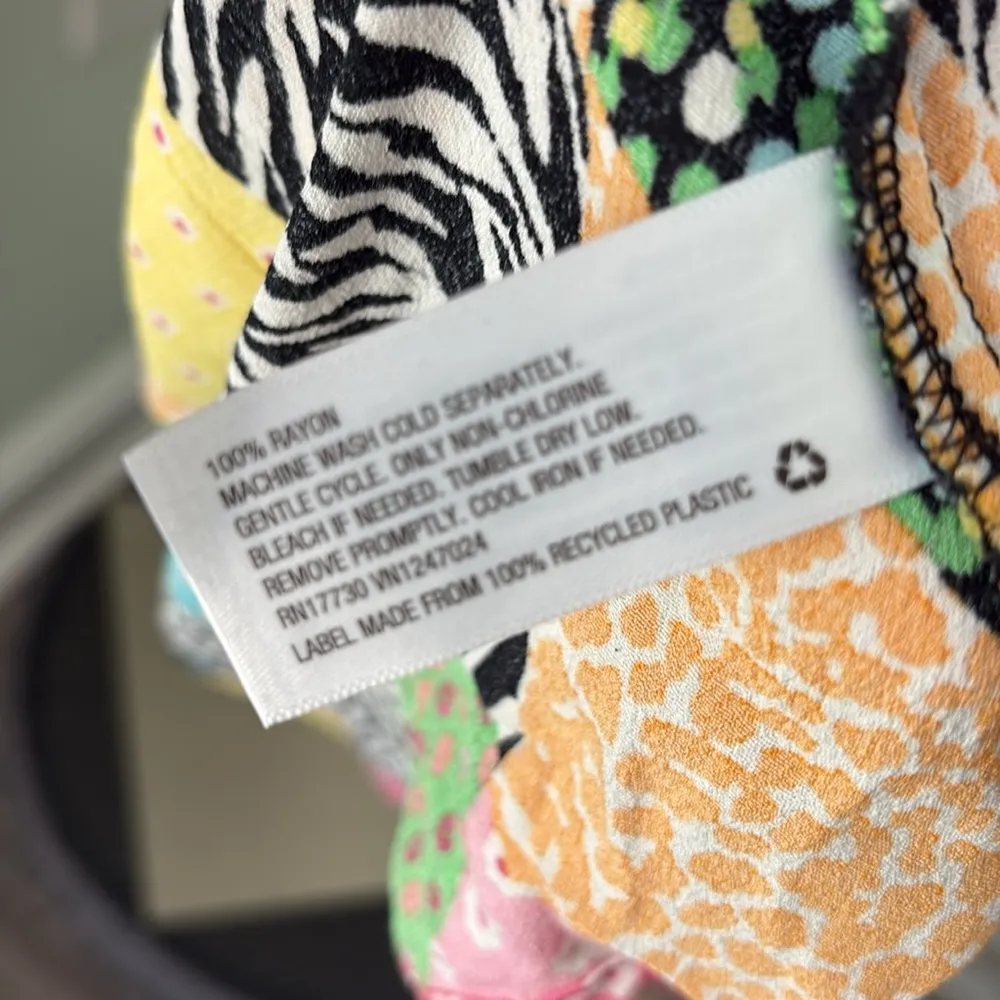 100% RAYON
MACHINE WASH COLD SEPARATELY.
GENTLE CYCLE. ONLY NON-CHLORINE
BLEACH IF NEEDED. TUMBLE DRY LOW.
REMOVE PROMPTLY. COOL IRON IF NEEDED.
RN17730 VN1247024
LABEL MADE FROM 100% RECYCLED PLASTIC